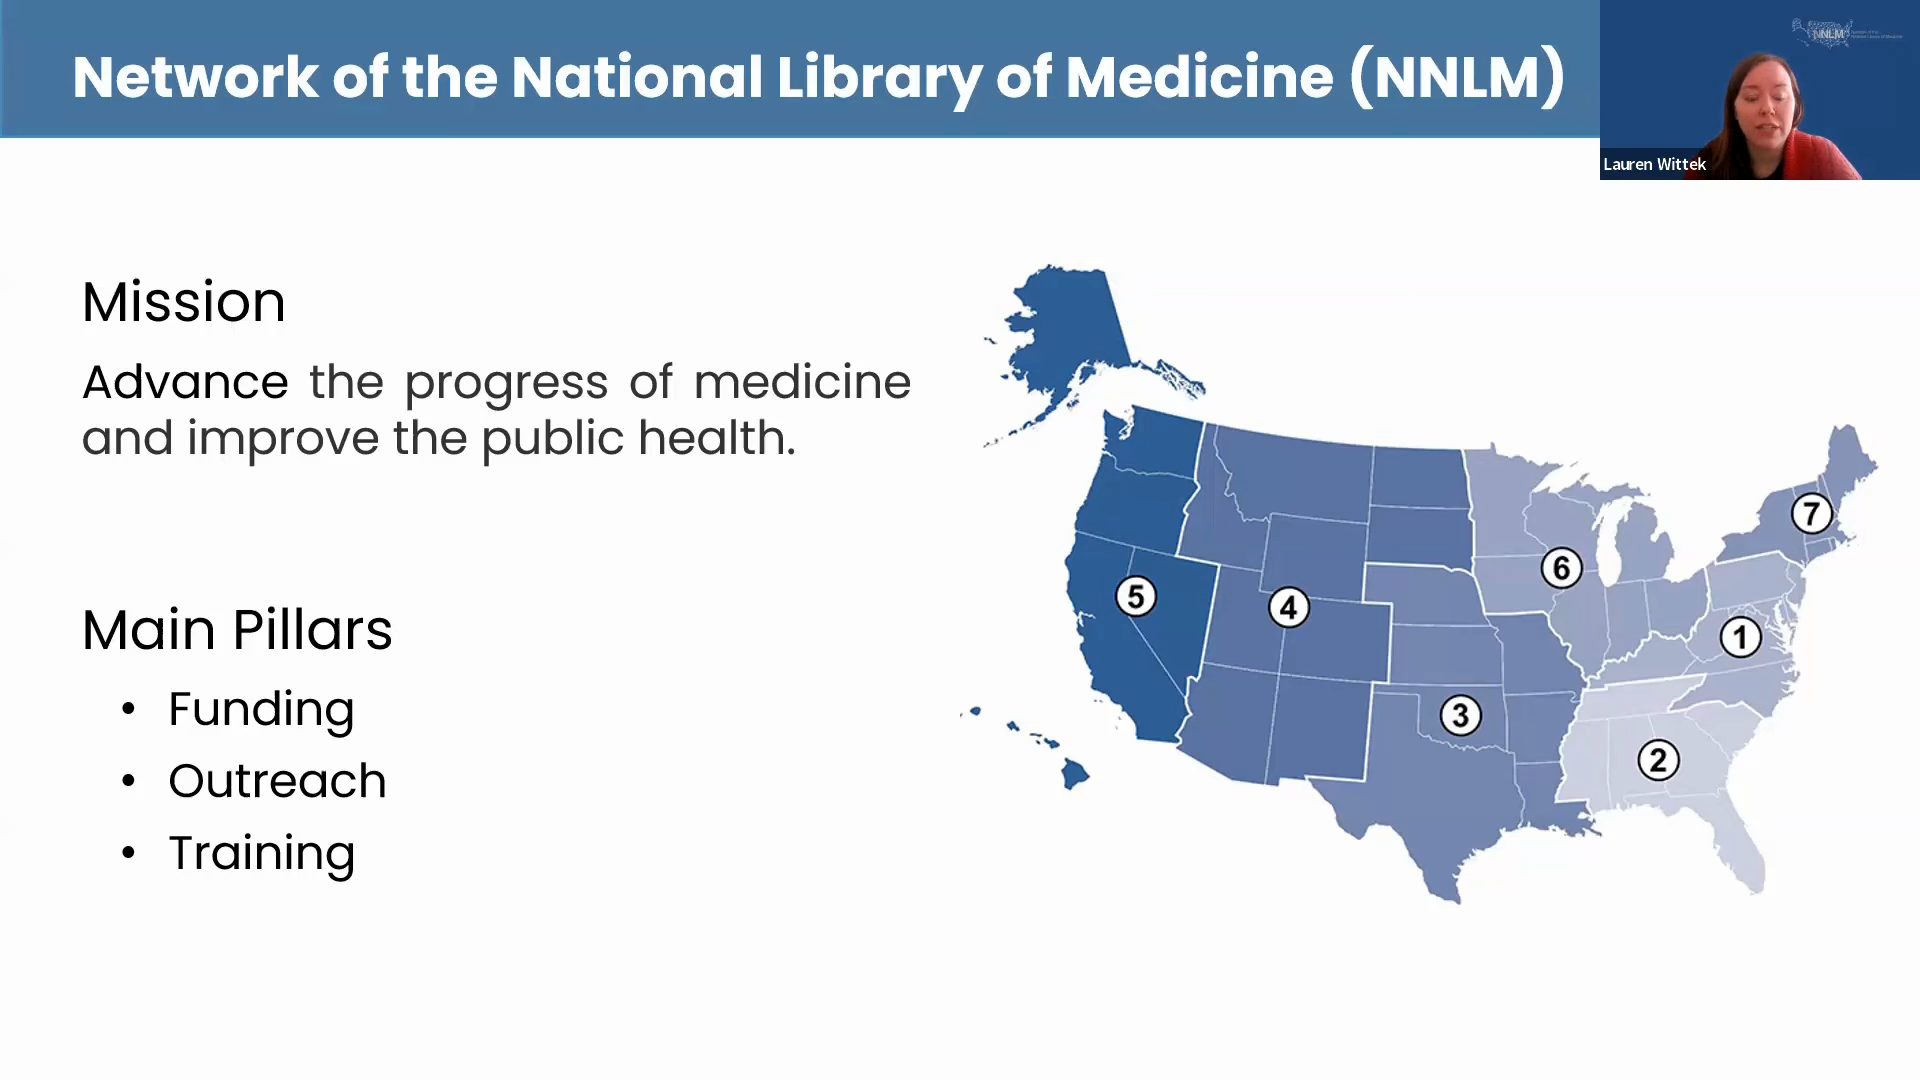 Network of the National Library of Medicine (NNLM)
NNLM
Lauren Wittek
Mission
Advance the progress of medicine
and improve the public health.
Main Pillars
• Funding
• Outreach
• Training
7
6
5
4
1
3
2